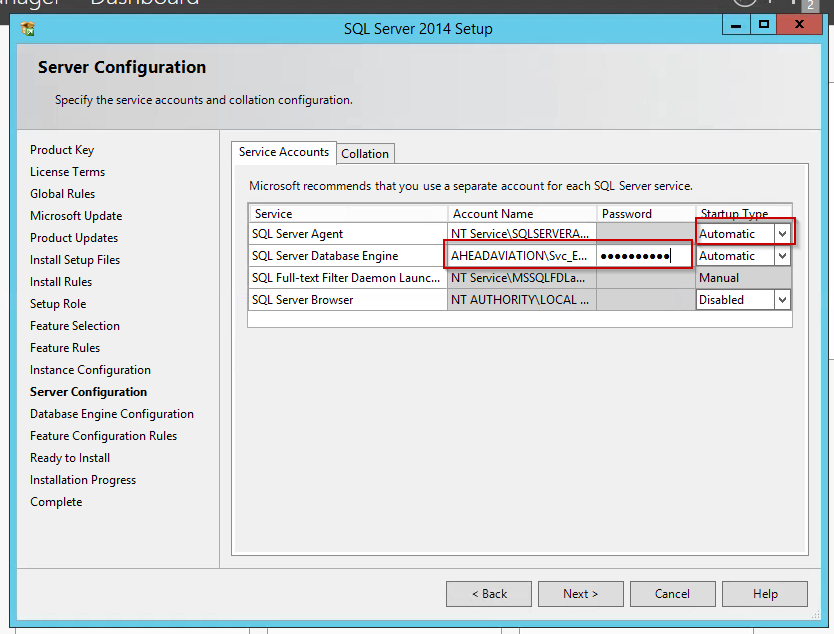 Dashboard
2
SQL Server 2014 Setup
X
Server Configuration
Specify the service accounts and collation configuration.
Product Key
License Terms
Global Rules
Microsoft Update
Product Updates
Install Setup Files
Install Rules
Setup Role
Feature Selection
Feature Rules
Instance Configuration
Server Configuration
Database Engine Configuration
Feature Configuration Rules
Ready to Install
Installation Progress
Complete
Service Accounts Collation
Microsoft recommends that you use a separate account for each SQL Server service.
Service Account Name Password Startup Type
SQL Server Agent NT Service\SQLSERVERA... Automatic
SQL Server Database Engine AHEADAVIATION\Svc_E... ●●●●●●●●●● Automatic
SQL Full-text Filter Daemon Launc... NT Service\MSSQLFDLa... Manual
SQL Server Browser NT AUTHORITY\LOCAL ... Disabled
< Back Next > Cancel Help